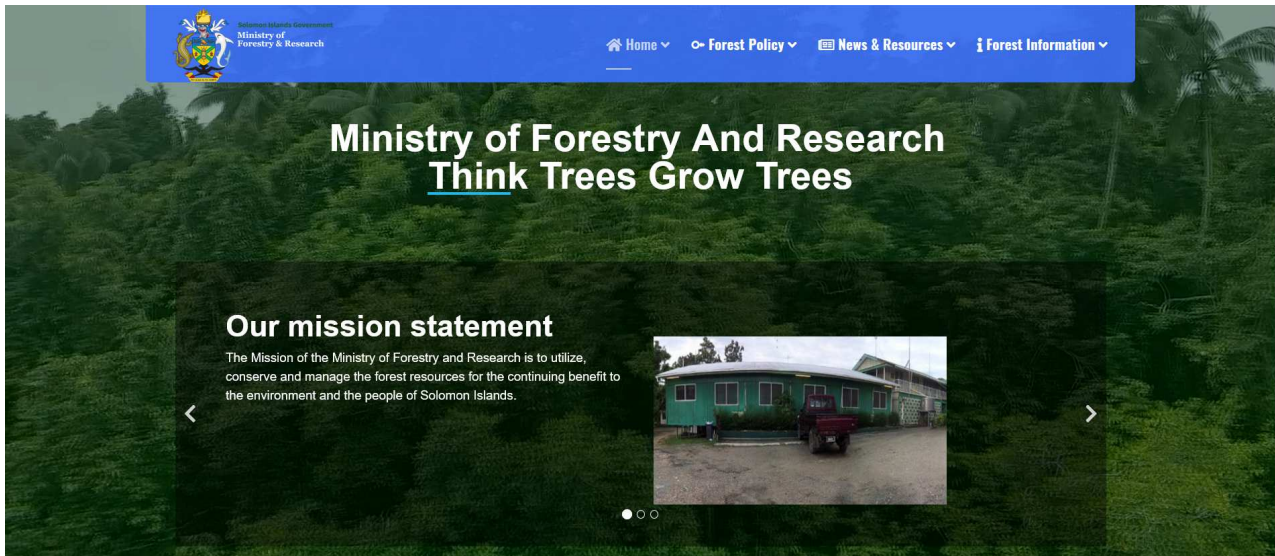 Solomon Islands Government
Ministry of
Forestry & Research
Home
Forest Policy
News & Resources
Forest Information
Ministry of Forestry And Research
Think Trees Grow Trees
Our mission statement
The Mission of the Ministry of Forestry and Research is to utilize,
conserve and manage the forest resources for the continuing benefit to
the environment and the people of Solomon Islands.